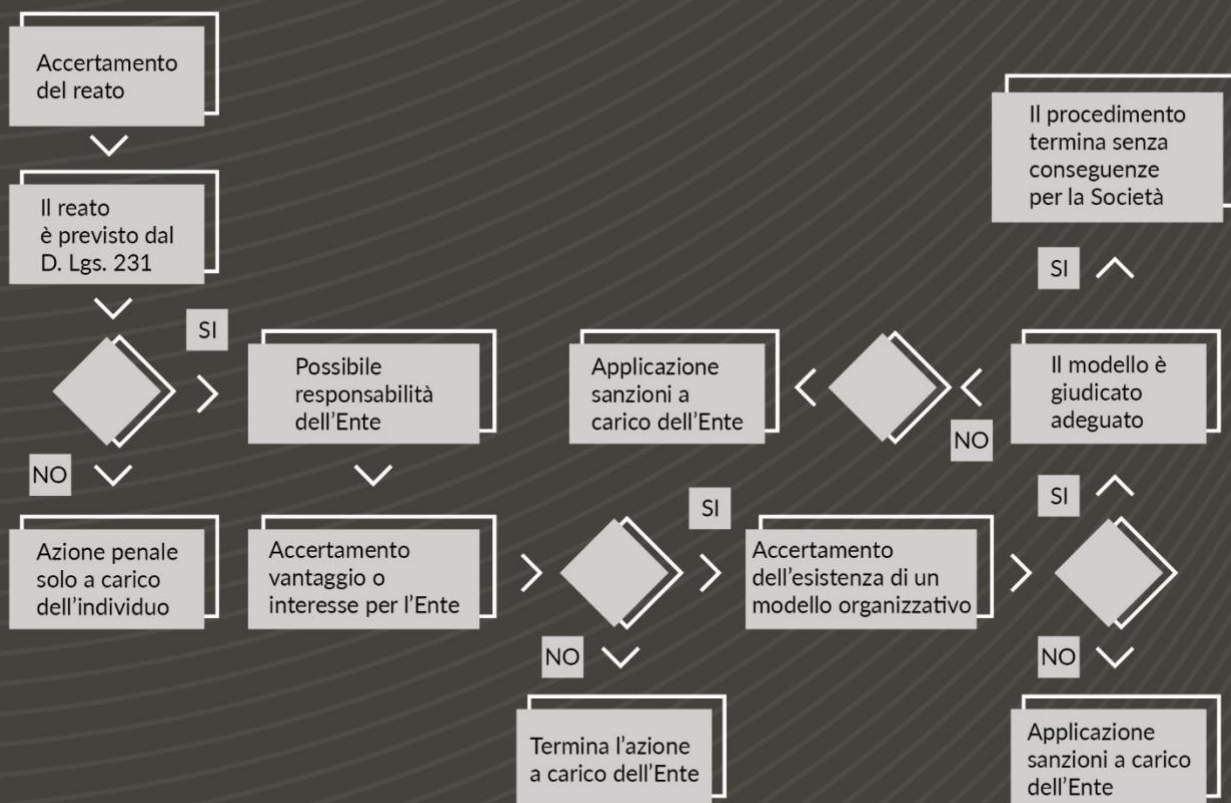 Accertamento
del reato
Il reato
è previsto dal
D. Lgs. 231
SI
NO
Azione penale
solo a carico
dell'individuo
Possibile
responsabilità
dell'Ente
Accertamento
vantaggio o
interesse per l'Ente
NO
Termina l'azione
a carico dell'Ente
SI
Accertamento
dell'esistenza di un
modello organizzativo
NO
Applicazione
sanzioni a carico
dell'Ente
SI
Il modello è
giudicato
adeguato
NO
Applicazione
sanzioni a
carico dell'Ente
SI
Il procedimento
termina senza
conseguenze
per la Società